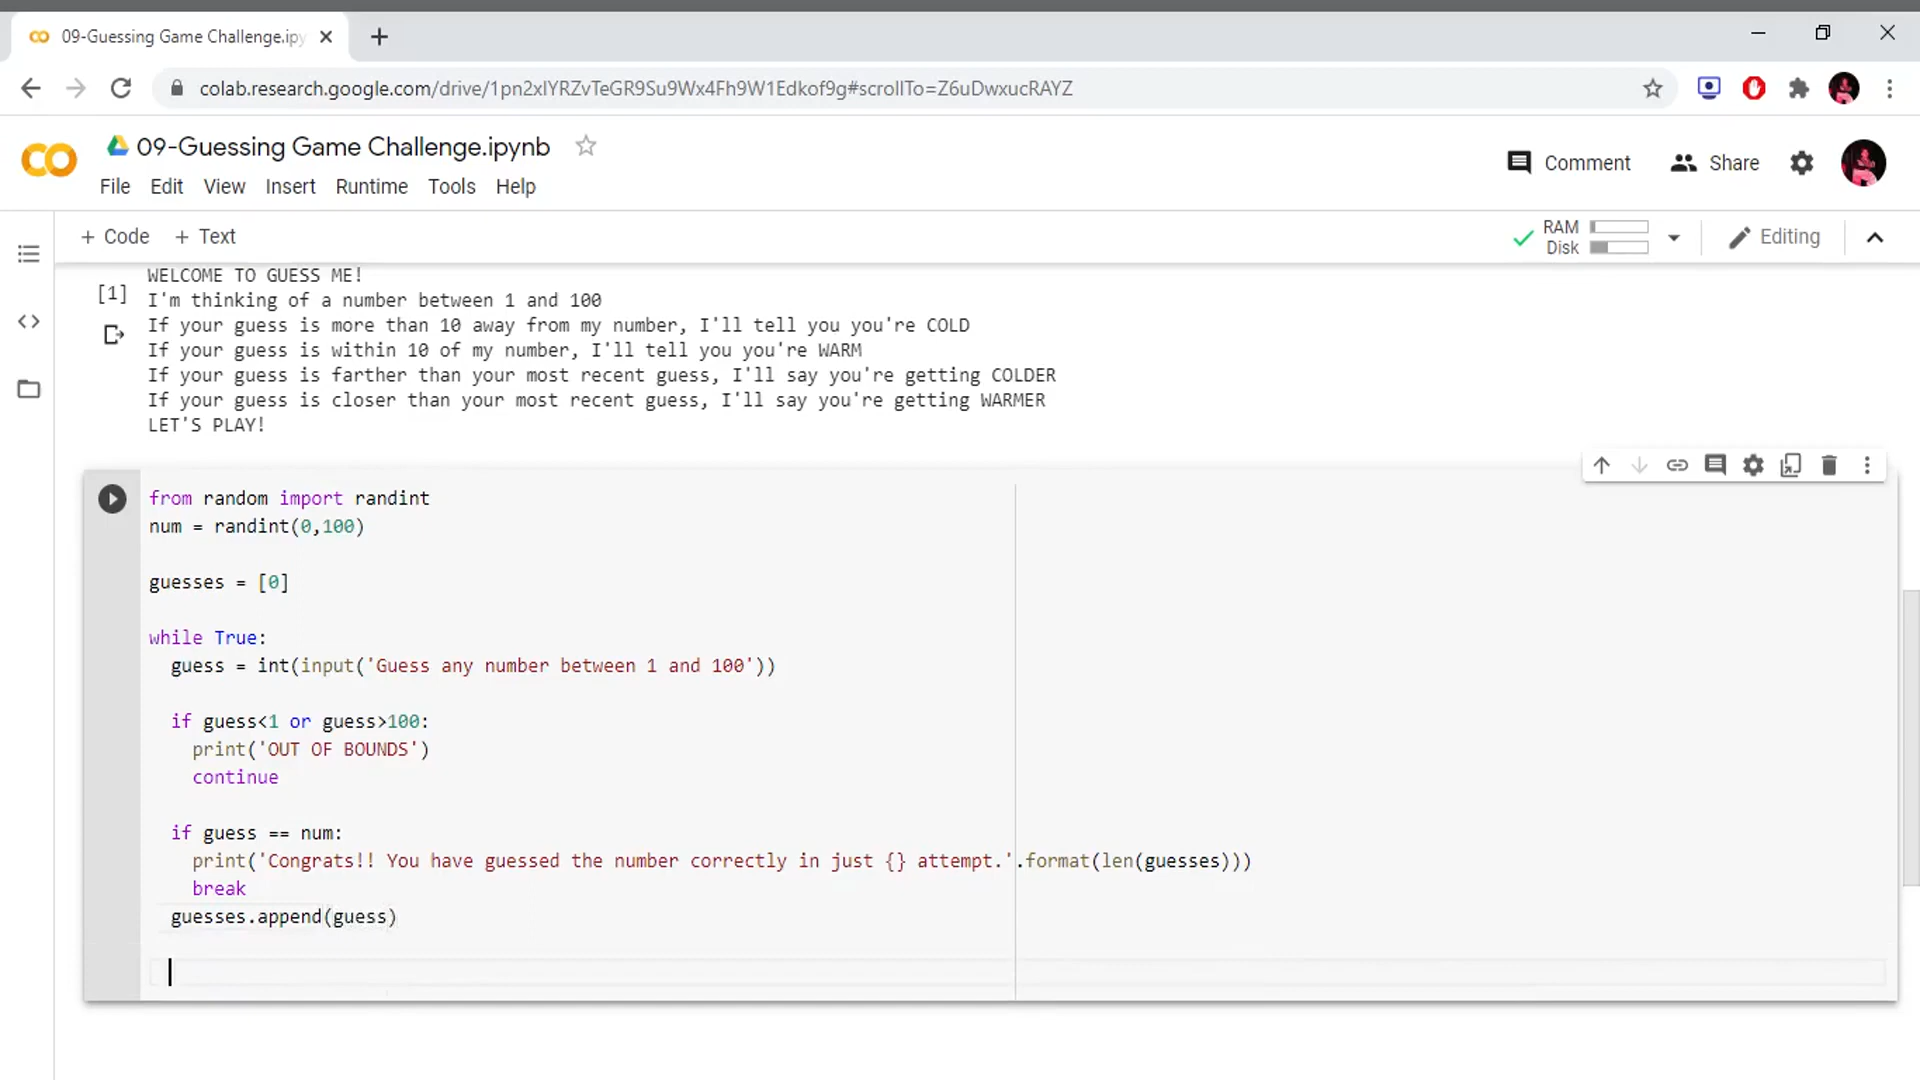 09-Guessing Game Challenge.ipy
colab.research.google.com/drive/1pn2xIYRZvTeGR9Su9Wx4Fh9W1Edkof9g#scrollTo=Z6uDwxucRAYZ
09-Guessing Game Challenge.ipynb
File Edit View Insert Runtime Tools Help
Comment Share
+ Code + Text
RAM
Disk
Editing
WELCOME TO GUESS ME!
[1]
I'm thinking of a number between 1 and 100
If your guess is more than 10 away from my number, I'll tell you you're COLD
If your guess is within 10 of my number, I'll tell you you're WARM
If your guess is farther than your most recent guess, I'll say you're getting COLDER
If your guess is closer than your most recent guess, I'll say you're getting WARMER
LET'S PLAY!
from random import randint
num = randint(0,100)
guesses = [0]
while True:
guess = int(input('Guess any number between 1 and 100'))
if guess<1 or guess>100:
print('OUT OF BOUNDS')
continue
if guess == num:
print('Congrats!! You have guessed the number correctly in just {} attempt.'.format(len(guesses)))
break
guesses.append(guess)